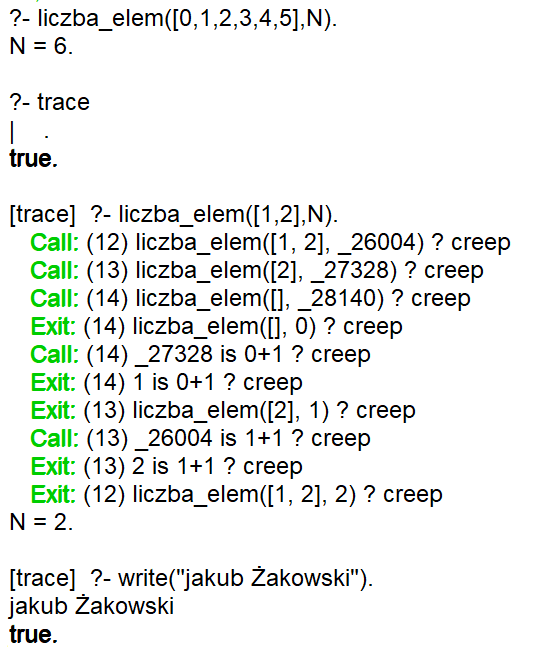 ?- liczba_elem([0,1,2,3,4,5],N).
N = 6.
?- trace
|    .
true.
[trace]  ?- liczba_elem([1,2],N).
Call: (12) liczba_elem([1, 2], _26004) ? creep
Call: (13) liczba_elem([2], _27328) ? creep
Call: (14) liczba_elem([], _28140) ? creep
Exit: (14) liczba_elem([], 0) ? creep
Call: (14) _27328 is 0+1 ? creep
Exit: (14) 1 is 0+1 ? creep
Exit: (13) liczba_elem([2], 1) ? creep
Call: (13) _26004 is 1+1 ? creep
Exit: (13) 2 is 1+1 ? creep
Exit: (12) liczba_elem([1, 2], 2) ? creep
N = 2.
[trace]  ?- write("jakub Żakowski").
jakub Żakowski
true.